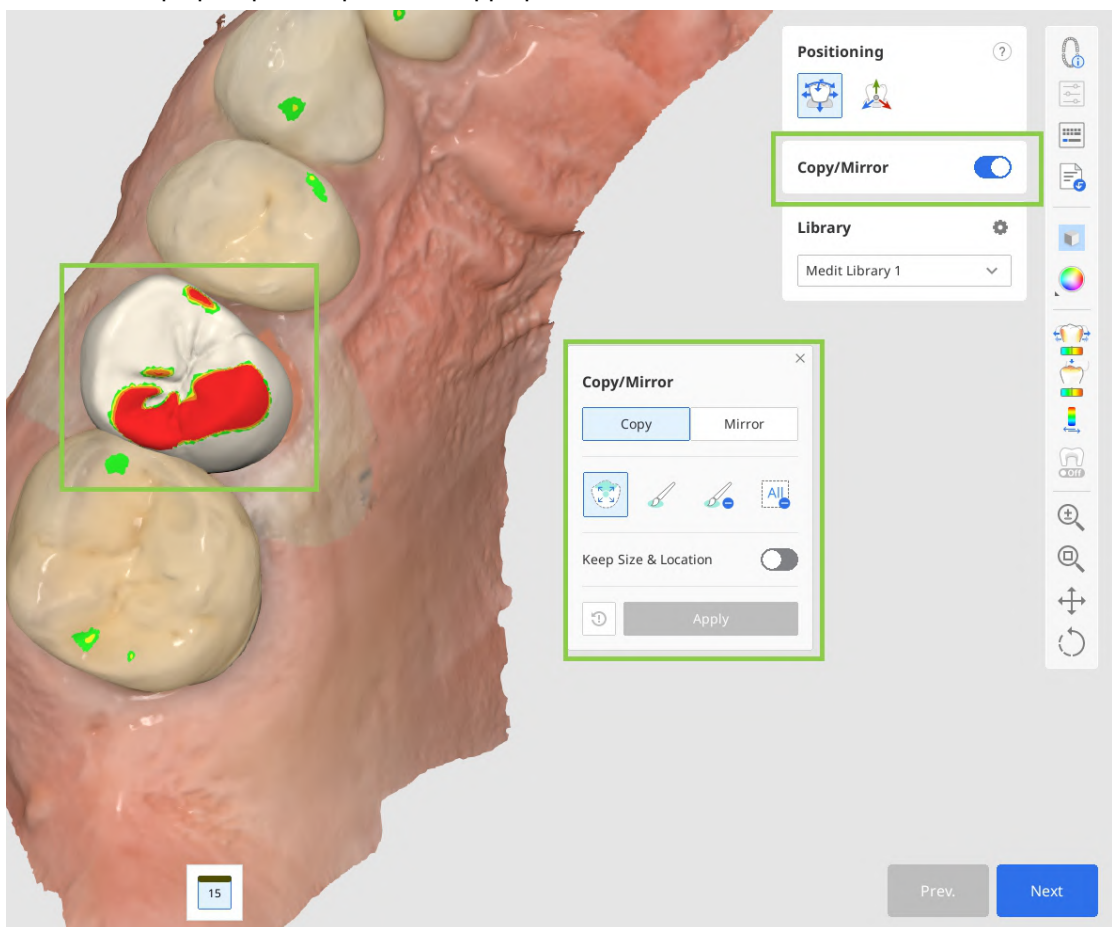 Positioning
?
Copy/Mirror
Library
Medit Library 1
Copy/Mirror
Copy Mirror
All
Keep Size & Location
Apply
Off
15
Prev. Next